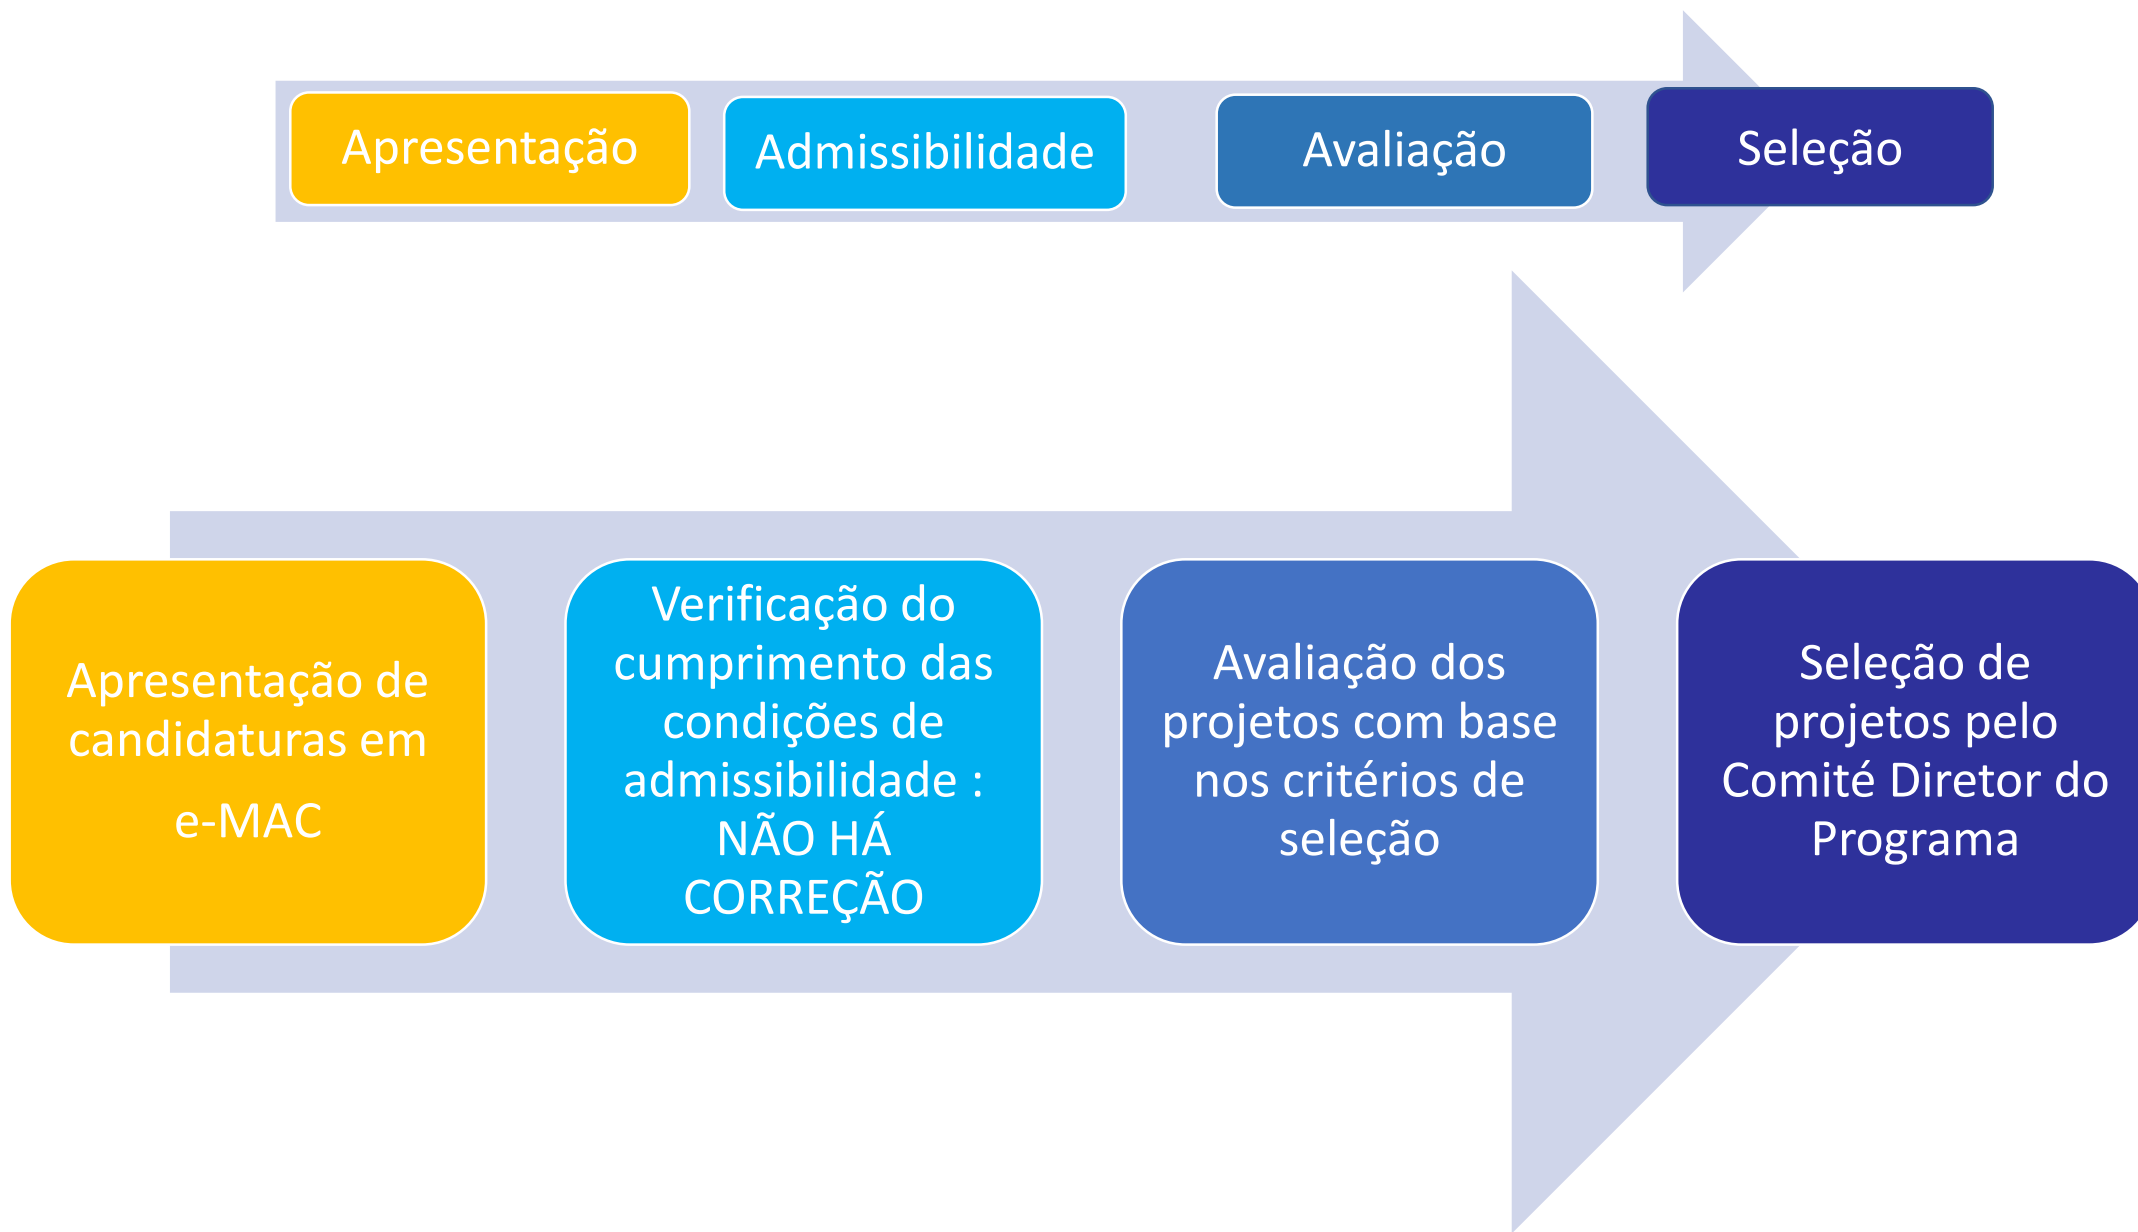 Apresentação
Admissibilidade
Avaliação
Seleção
Apresentação de
candidaturas em
e-MAC
Verificação do
cumprimento das
condições de
admissibilidade :
NÃO HÁ
CORREÇÃO
Avaliação dos
projetos com base
nos critérios de
seleção
Seleção de
projetos pelo
Comité Diretor do
Programa